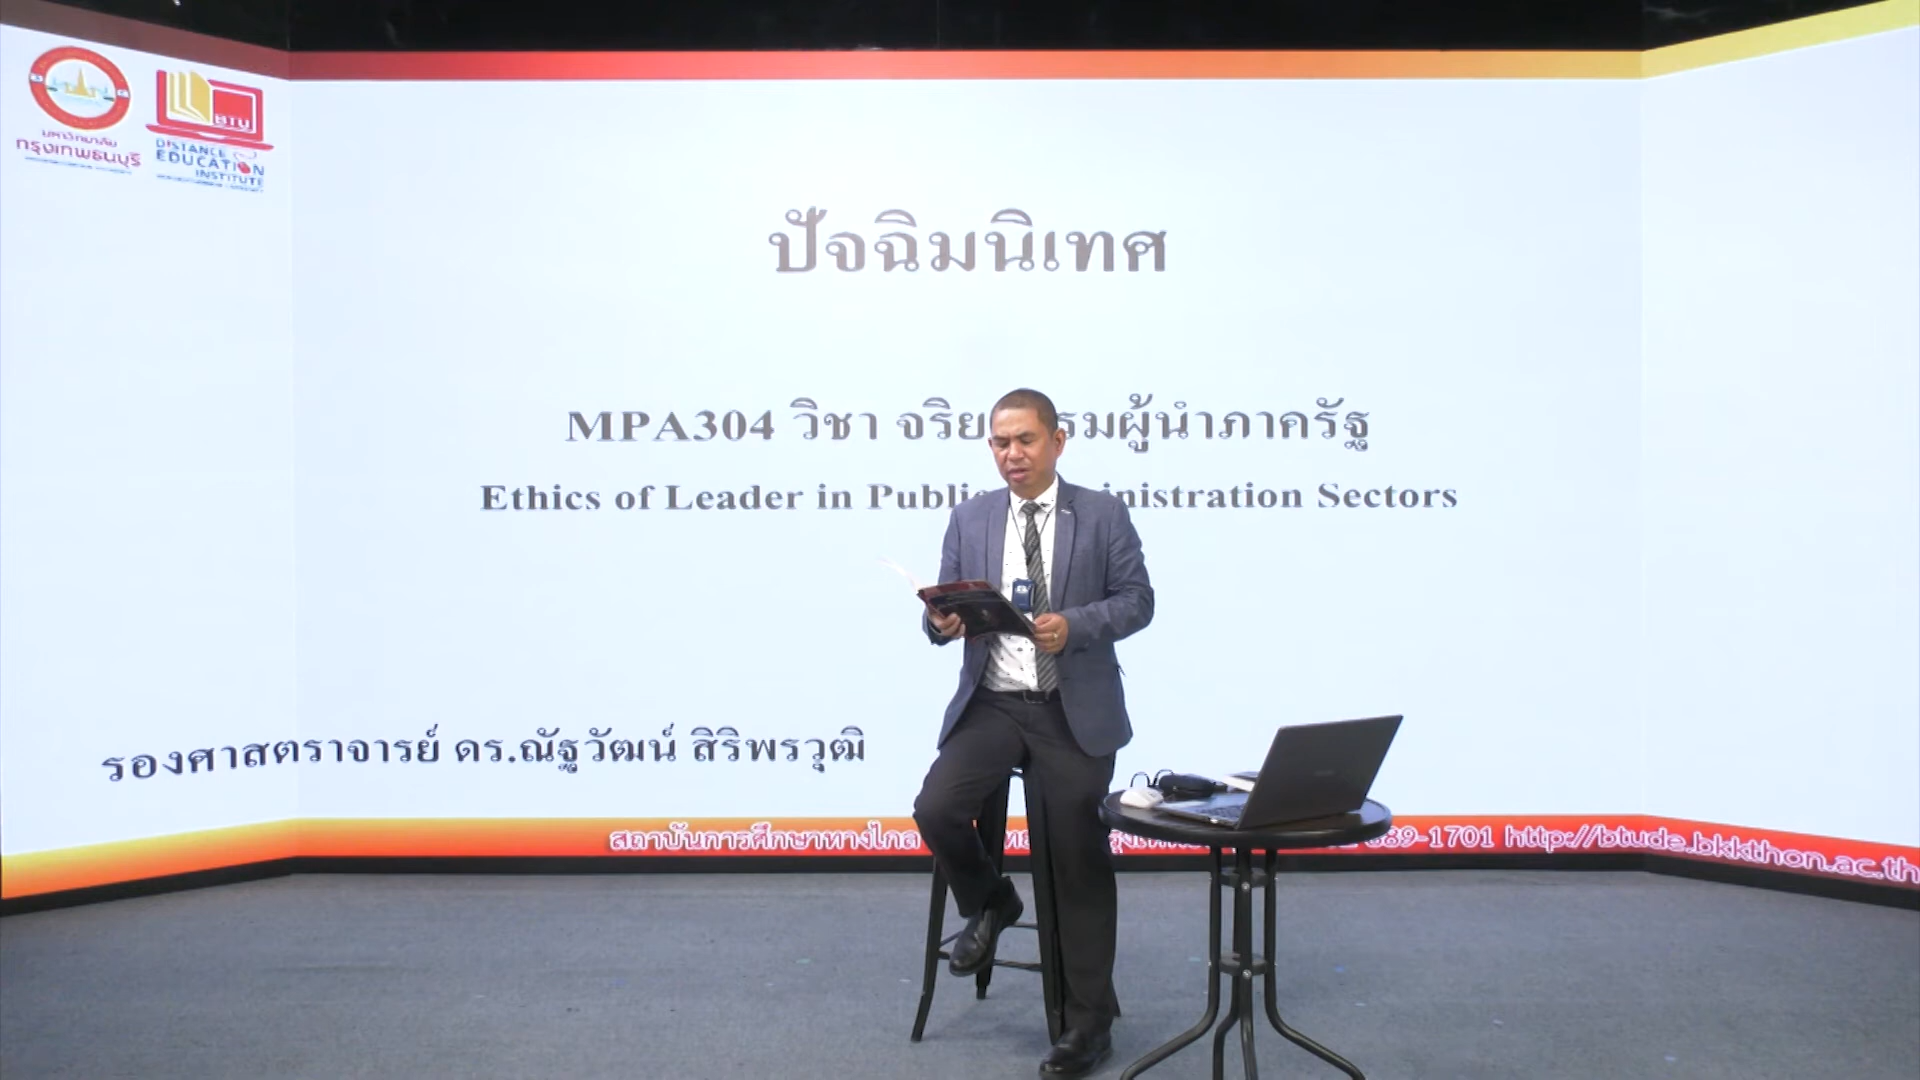 มหาวิทยาลัย
กรุงเทพธนบุรี
BTU
DISTANCE
EDUCATION
INSTITUTE
ปัจฉิมนิเทศ
MPA304 วิชา จริย รมผู้นำภาครัฐ
Ethics of Leader in Publi inistration Sectors
รองศาสตราจารย์ ดร.ณัฐวัฒน์ สิริพรวุฒิ
สถาบันการศึกษาทางไกล 89-1701 http://btude.bkkthon.ac.th